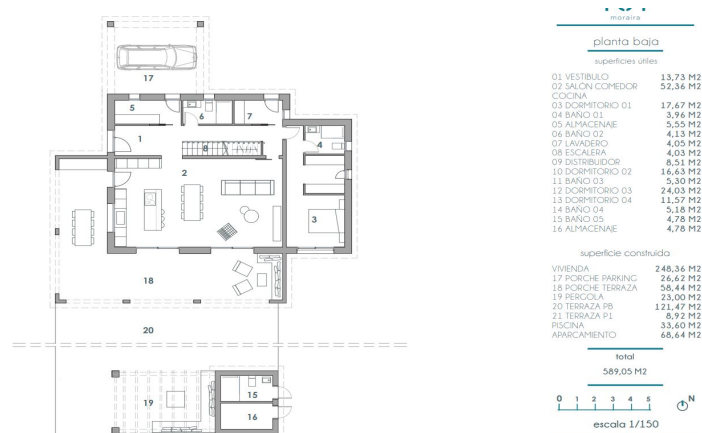 moraira
planta baja
superficies útiles
01 VESTIBULO 13,73 M2
02 SALÓN COMEDOR 52,36 M2
COCINA
03 DORMITORIO 01 17,67 M2
04 BAÑO 01 3,96 M2
05 ALMACENAJE 5,55 M2
06 BAÑO 02 4,13 M2
07 LAVADERO 4,05 M2
08 ESCALERA 4,03 M2
09 DISTRIBUIDOR 8,51 M2
10 DORMITORIO 02 16,63 M2
11 BAÑO 03 5,30 M2
12 DORMITORIO 03 24,03 M2
13 DORMITORIO 04 11,57 M2
14 BAÑO 04 5,18 M2
15 BAÑO 05 4,78 M2
16 ALMACENAJE 4,78 M2
superficie construida
VIVIENDA 248,36 M2
17 PORCHE PARKING 26,62 M2
18 PORCHE TERRAZA 58,44 M2
19 PERGOLA 23,00 M2
20 TERRAZA PB 121,47 M2
21 TERRAZA P1 8,92 M2
PISCINA 33,60 M2
APARCAMIENTO 68,64 M2
total
589,05 M2
0 1 2 3 4 5 N
escala 1/150
17
5 6 7
1 8 4
2
3
18
20
15
19
16